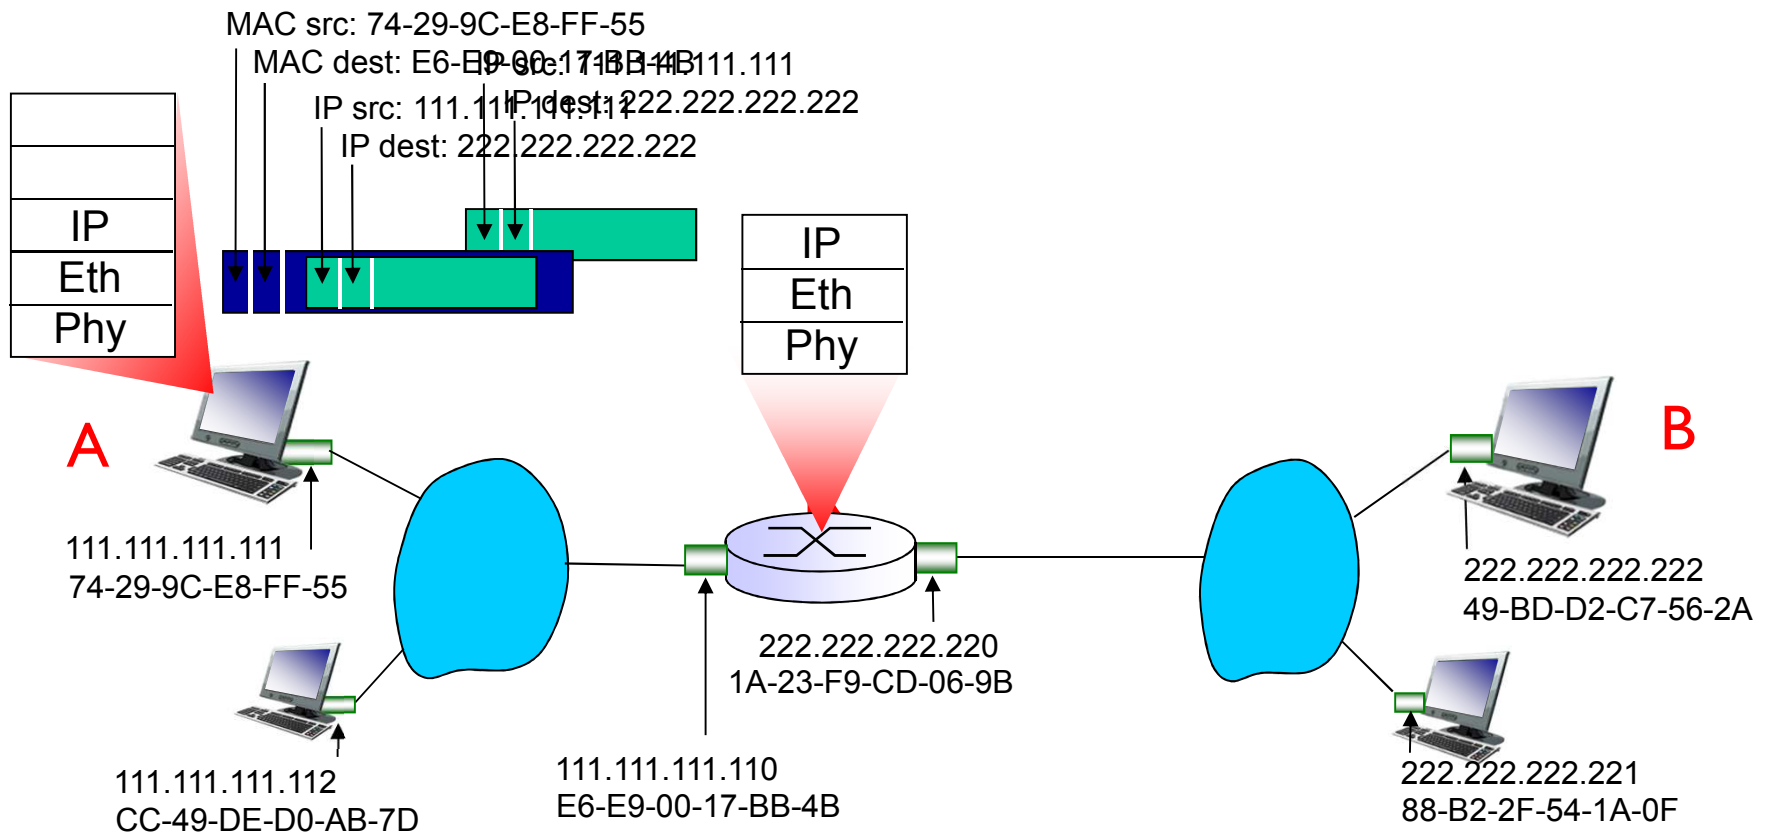 MAC src: 74-29-9C-E8-FF-55
MAC dest: E6-E9-00-17-BB-4B
IP src: 111.111.111.111
IP dest: 222.222.222.222
IP src: 111.111.111.111
IP dest: 222.222.222.222
IP
Eth
Phy
IP
Eth
Phy
A
B
111.111.111.111
74-29-9C-E8-FF-55
222.222.222.222
49-BD-D2-C7-56-2A
222.222.222.220
1A-23-F9-CD-06-9B
111.111.111.112
CC-49-DE-D0-AB-7D
111.111.111.110
E6-E9-00-17-BB-4B
222.222.222.221
88-B2-2F-54-1A-0F